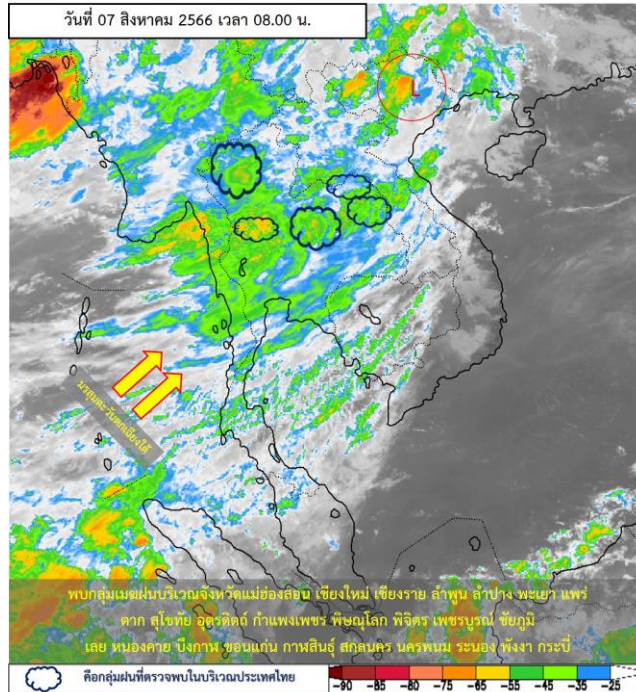 วันที่ 07 สิงหาคม 2566 เวลา 08.00 น.
L
มรสุมตะวันตกเฉียงใต้
พบกลุ่มเมฆฝนบริเวณจังหวัดแม่ฮ่องสอน เชียงใหม่ เชียงราย ลำพูน ลำปาง พะเยา แพร่
ตาก สุโขทัย อุตรดิตถ์ กำแพงเพชร พิษณุโลก พิจิตร เพชรบูรณ์ ชัยภูมิ
เลย หนองคาย บึงกาฬ ขอนแก่น กาฬสินธุ์ สกลนคร นครพนม ระนอง พังงา กระบี่
คือกลุ่มฝนที่ตรวจพบในบริเวณประเทศไทย
-90 -85 -80 -75 -65 -55 -45 -35 -25